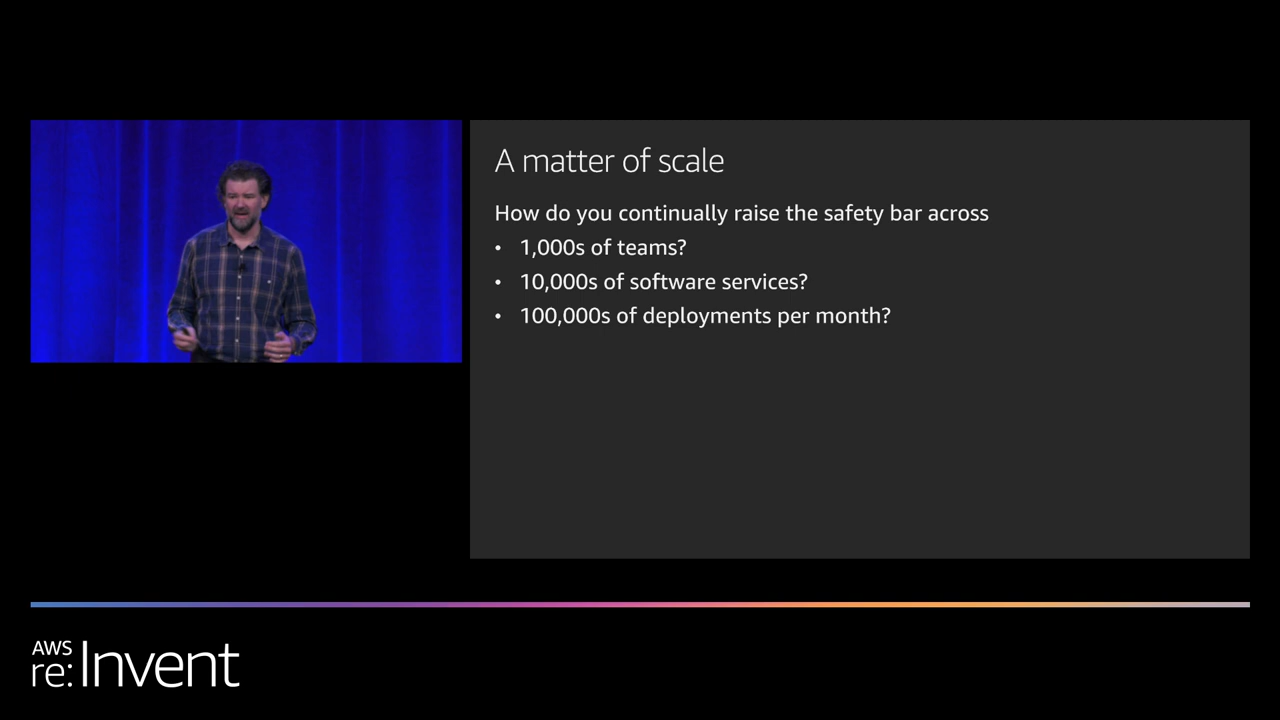 A matter of scale
How do you continually raise the safety bar across
• 1,000s of teams?
• 10,000s of software services?
• 100,000s of deployments per month?
AWS
re:Invent